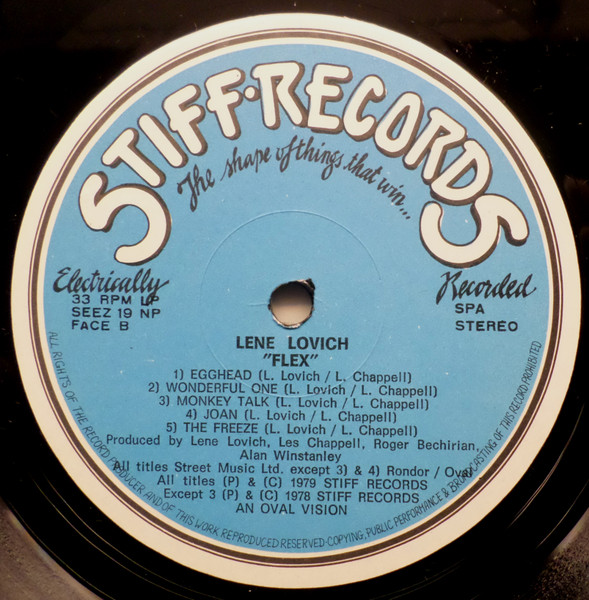 STIFF·RECORDS
The shape of things that win...
Electrically
33 RPM LP
SEEZ 19 NP
FACE B
Recorded
SPA
STEREO
LENE LOVICH
"FLEX"
1) EGGHEAD (L. Lovich / L. Chappell)
2) WONDERFUL ONE (L. Lovich / L. Chappell)
3) MONKEY TALK (L. Lovich / L. Chappell)
4) JOAN (L. Lovich / L. Chappell)
5) THE FREEZE (L. Lovich / L. Chappell)
Produced by Lene Lovich, Les Chappell, Roger Bechirian,
Alan Winstanley
All titles Street Music Ltd. except 3) & 4) Rondor / Oval
All titles (P) & (C) 1979 STIFF RECORDS
Except 3 (P) & (C) 1978 STIFF RECORDS
AN OVAL VISION
ALL RIGHTS OF THE RECORD PRODUCER AND OF THIS WORK REPRODUCED RESERVED-COPYING, PUBLIC PERFORMANCE & BROADCASTING OF THIS RECORD PROHIBITED